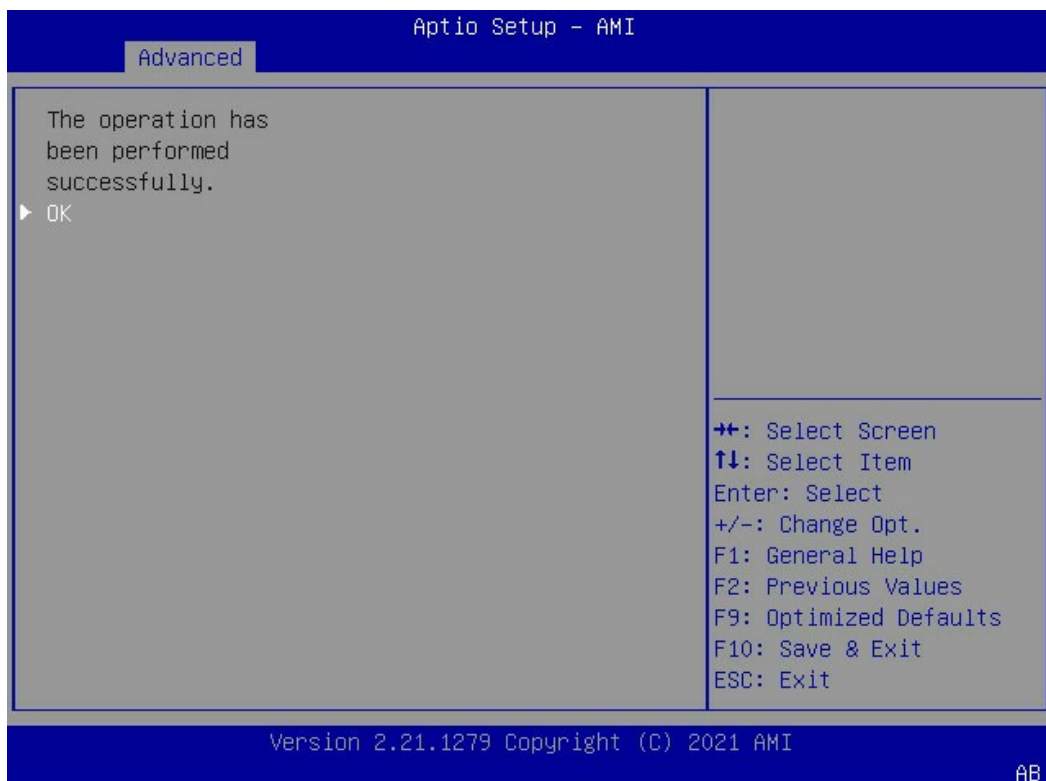 Aptio Setup – AMI
Advanced
The operation has
been performed
successfully.
► OK
→←: Select Screen
↑↓: Select Item
Enter: Select
+/-: Change Opt.
F1: General Help
F2: Previous Values
F9: Optimized Defaults
F10: Save & Exit
ESC: Exit
Version 2.21.1279 Copyright (C) 2021 AMI
AB